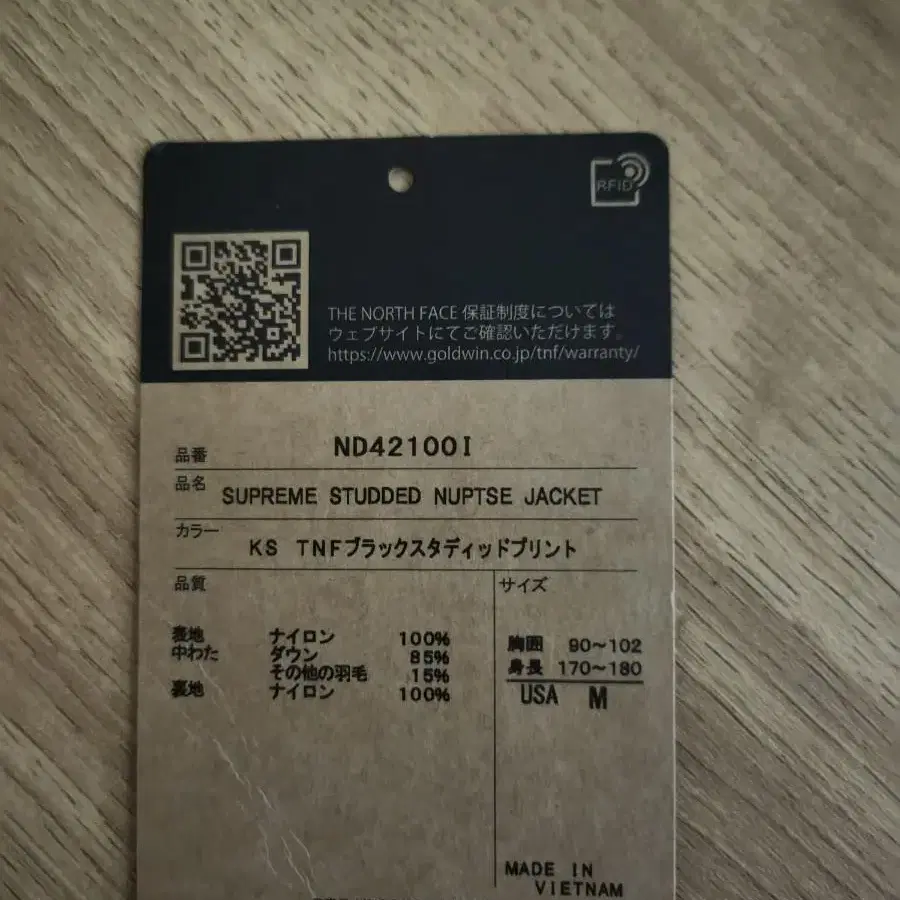 RFID
THE NORTH FACE 保証制度については
ウェブサイトにてご確認いただけます。
https://www.goldwin.co.jp/tnf/warranty/
品番 ND42100I
品名 SUPREME STUDDED NUPTSE JACKET
カラー KS TNFブラックスタディッドプリント
品質
表地 ナイロン 100%
中わた ダウン 85%
その他の羽毛 15%
裏地 ナイロン 100%
サイズ
胸囲 90~102
身長 170~180
USA M
MADE IN
VIETNAM